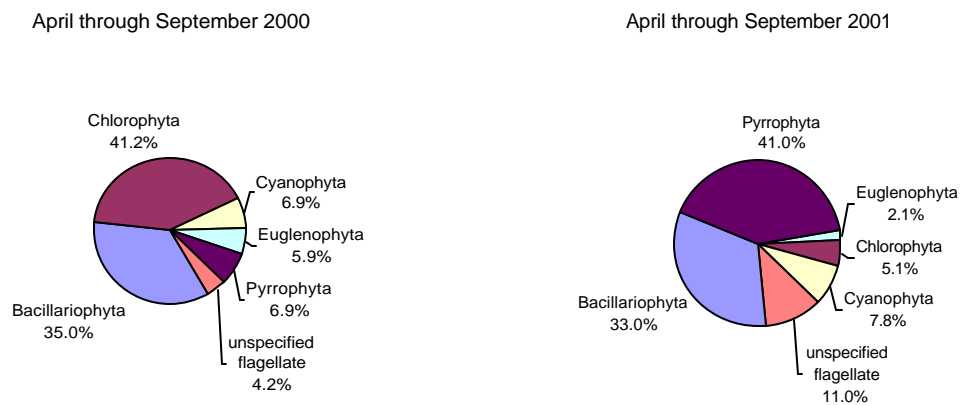 April through September 2000
Chlorophyta
41.2%
Cyanophyta
6.9%
Euglenophyta
5.9%
Pyrrophyta
6.9%
unspecified
flagellate
4.2%
Bacillariophyta
35.0%
April through September 2001
Pyrrophyta
41.0%
Euglenophyta
2.1%
Chlorophyta
5.1%
Cyanophyta
7.8%
unspecified
flagellate
11.0%
Bacillariophyta
33.0%